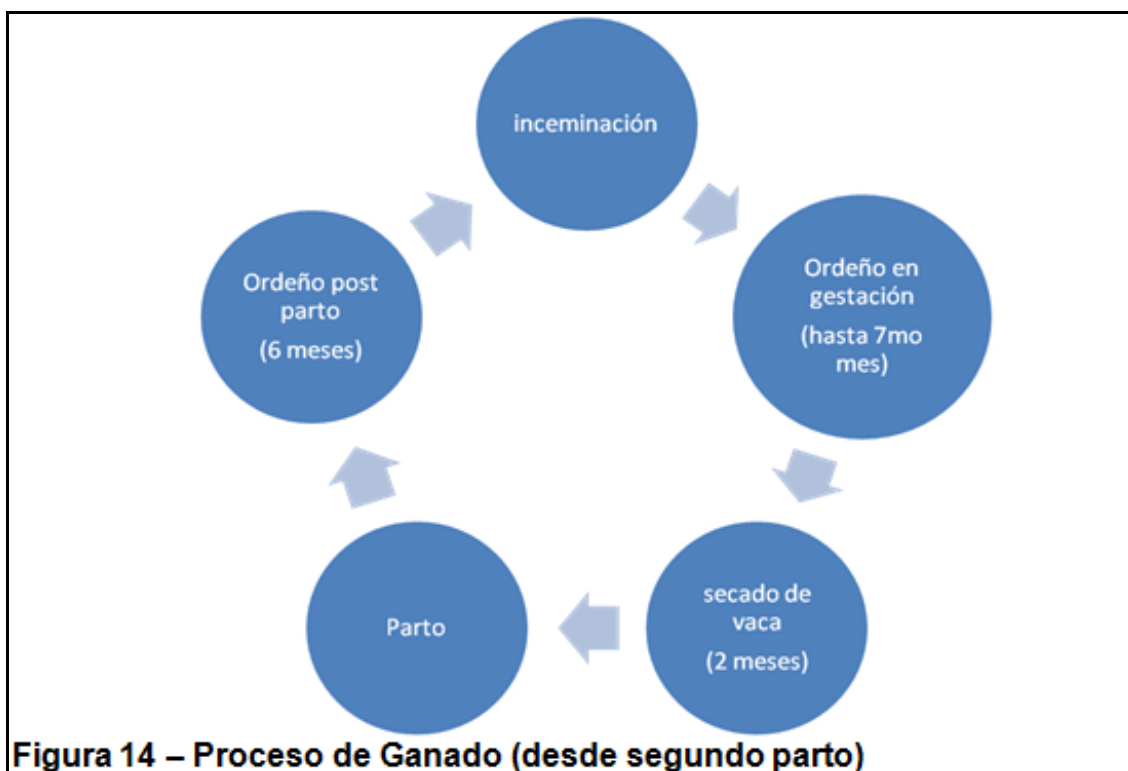 inceminación
Ordeño en
gestación
(hasta 7mo
mes)
secado de
vaca
(2 meses)
Parto
Ordeño post
parto
(6 meses)
Figura 14 – Proceso de Ganado (desde segundo parto)